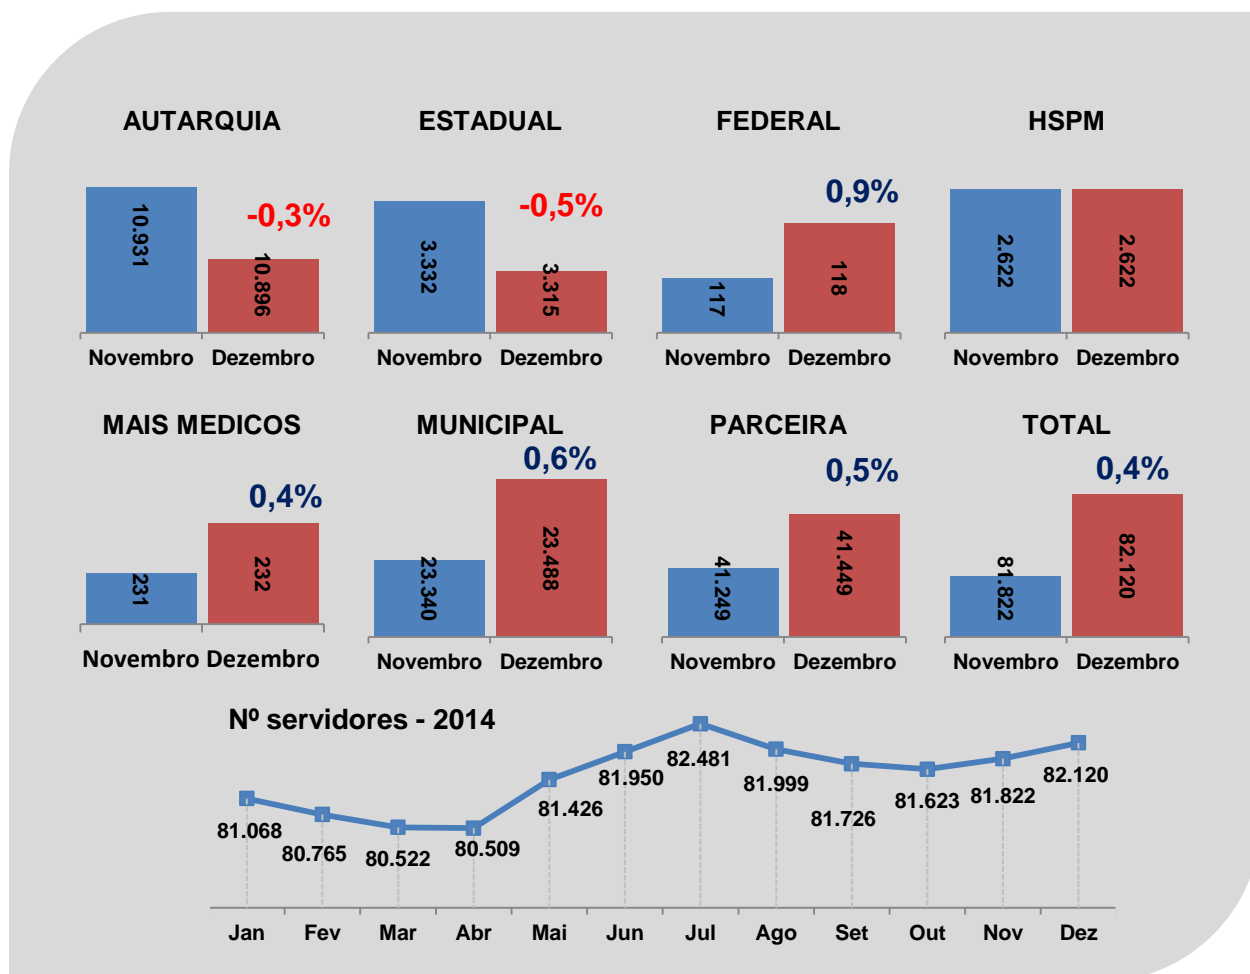 AUTARQUIA ESTADUAL FEDERAL HSPM
-0,3% -0,5% 0,9%
10.931 10.896 3.332 3.315 117 118 2.622 2.622
Novembro Dezembro Novembro Dezembro Novembro Dezembro Novembro Dezembro
MAIS MEDICOS MUNICIPAL PARCEIRA TOTAL
0,4% 0,6% 0,5% 0,4%
231 232 23.340 23.488 41.249 41.449 81.822 82.120
Novembro Dezembro Novembro Dezembro Novembro Dezembro Novembro Dezembro
Nº servidores - 2014
81.068 80.765 80.522 80.509 81.426 81.950 82.481 81.999 81.726 81.623 81.822 82.120
Jan Fev Mar Abr Mai Jun Jul Ago Set Out Nov Dez